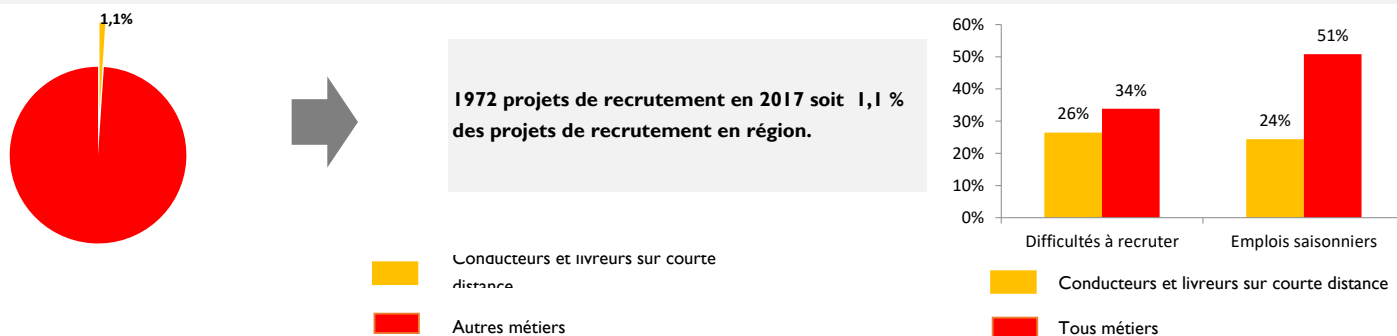 1,1%
1972 projets de recrutement en 2017 soit 1,1 %
des projets de recrutement en région.
Conducteurs et livreurs sur courte
distance
Autres métiers
60%
50%
40%
30%
20%
10%
0%
26%
34%
24%
51%
Difficultés à recruter
Emplois saisonniers
Conducteurs et livreurs sur courte distance
Tous métiers